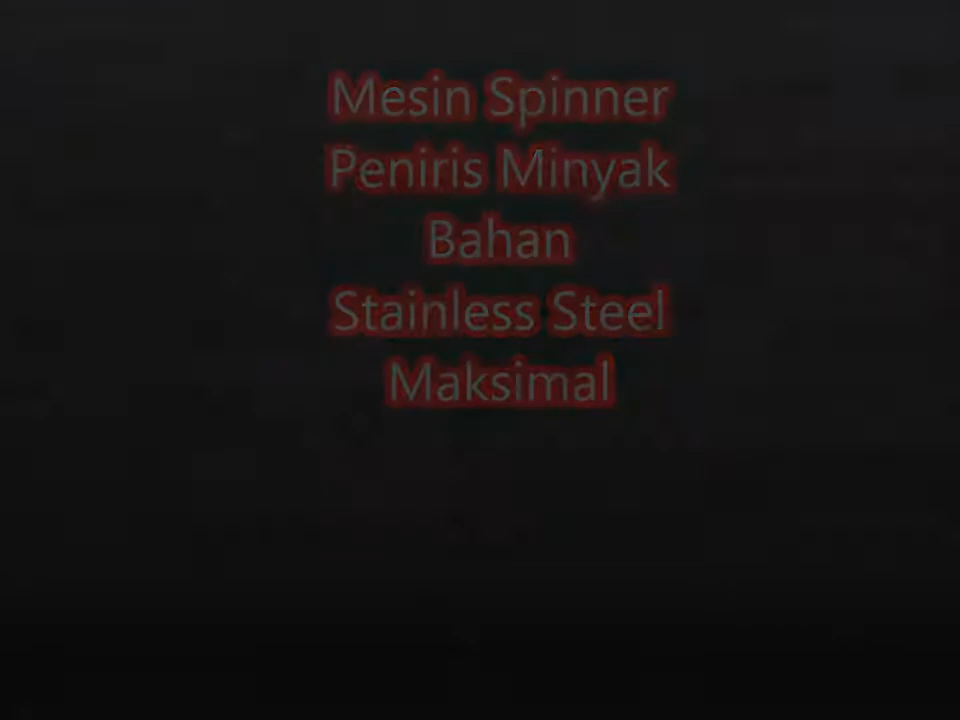 Mesin Spinner
Peniris Minyak
Bahan
Stainless Steel
Maksimal